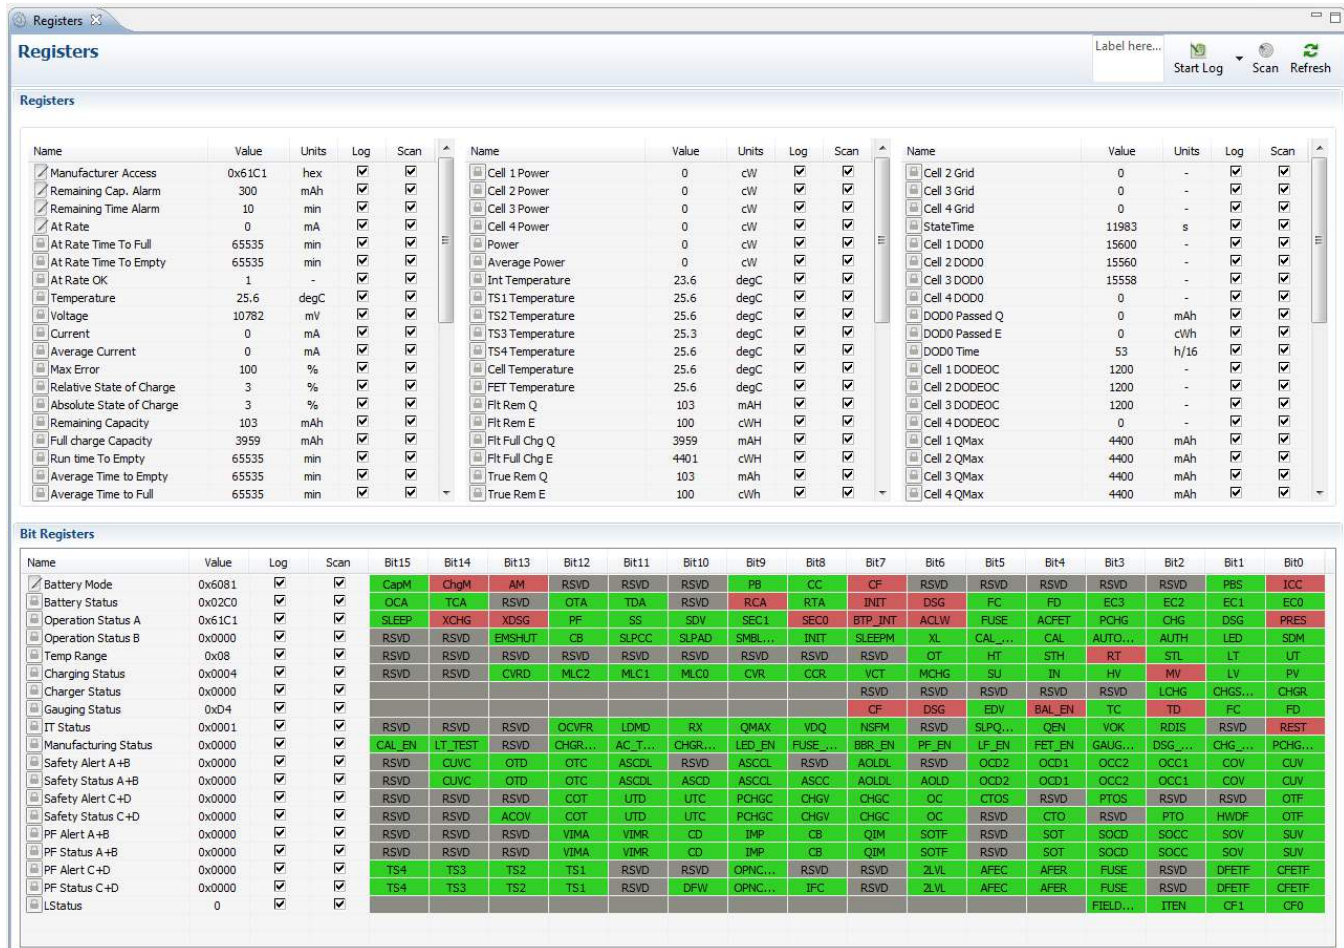 Registers
Registers
Label here...
Start Log Scan Refresh
Registers
Name Value Units Log Scan Name Value Units Log Scan Name Value Units Log Scan
Manufacturer Access 0x61C1 hex Cell 1 Power 0 cW Cell 2 Grid 0 -
Remaining Cap. Alarm 300 mAh Cell 2 Power 0 cW Cell 3 Grid 0 -
Remaining Time Alarm 10 min Cell 3 Power 0 cW Cell 4 Grid 0 -
At Rate 0 mA Cell 4 Power 0 cW StateTime 11983 s
At Rate Time To Full 65535 min Power 0 cW Cell 1 DOD0 15600 -
At Rate Time To Empty 65535 min Average Power 0 cW Cell 2 DOD0 15560 -
At Rate OK 1 - Int Temperature 23.6 degC Cell 3 DOD0 15558 -
Temperature 25.6 degC TS1 Temperature 25.6 degC Cell 4 DOD0 0 -
Voltage 10782 mV TS2 Temperature 25.6 degC DOD0 Passed Q 0 mAh
Current 0 mA TS3 Temperature 25.3 degC DOD0 Passed E 0 cWh
Average Current 0 mA TS4 Temperature 25.6 degC DOD0 Time 53 h/16
Max Error 100 % Cell Temperature 25.6 degC Cell 1 DODEOC 1200 -
Relative State of Charge 3 % FET Temperature 25.6 degC Cell 2 DODEOC 1200 -
Absolute State of Charge 3 % Flt Rem Q 103 mAH Cell 3 DODEOC 1200 -
Remaining Capacity 103 mAh Flt Rem E 100 cWH Cell 4 DODEOC 0 -
Full charge Capacity 3959 mAh Flt Full Chg Q 3959 mAH Cell 1 QMax 4400 mAh
Run time To Empty 65535 min Flt Full Chg E 4401 cWH Cell 2 QMax 4400 mAh
Average Time to Empty 65535 min True Rem Q 103 mAh Cell 3 QMax 4400 mAh
Average Time to Full 65535 min True Rem E 100 cWh Cell 4 QMax 4400 mAh
Bit Registers
Name Value Log Scan Bit15 Bit14 Bit13 Bit12 Bit11 Bit10 Bit9 Bit8 Bit7 Bit6 Bit5 Bit4 Bit3 Bit2 Bit1 Bit0
Battery Mode 0x6081 CapM ChgM AM RSVD RSVD RSVD PB CC CF RSVD RSVD RSVD RSVD RSVD PBS ICC
Battery Status 0x02C0 OCA TCA RSVD OTA TDA RSVD RCA RTA INIT DSG FC FD EC3 EC2 EC1 EC0
Operation Status A 0x61C1 SLEEP XCHG XDSG PF SS SDV SEC1 SEC0 BTP_INT ACLW FUSE ACFET PCHG CHG DSG PRES
Operation Status B 0x0000 RSVD RSVD EMSHUT CB SLPCC SLPAD SMBL... INIT SLEEPM XL CAL_... CAL AUTO... AUTH LED SDM
Temp Range 0x08 RSVD RSVD RSVD RSVD RSVD RSVD RSVD RSVD RSVD OT HT STH RT STL LT UT
Charging Status 0x0004 RSVD RSVD CVRD MLC2 MLC1 MLC0 CVR CCR VCT MCHG SU IN HV MV LV PV
Charger Status 0x0000 RSVD RSVD RSVD RSVD RSVD LCHG CHGS... CHGR
Gauging Status 0xD4 CF DSG EDV BAL_EN TC TD FC FD
IT Status 0x0001 RSVD RSVD RSVD OCVFR LDMD RX QMAX VDQ NSFM RSVD SLPQ... QEN VOK RDIS RSVD REST
Manufacturing Status 0x0000 CAL_EN LT_TEST RSVD CHGR... AC_T... CHGR... LED_EN FUSE_... BBR_EN PF_EN LF_EN FET_EN GAUG... DSG_... CHG_... PCHG...
Safety Alert A+B 0x0000 RSVD CUVC OTD OTC ASCDL RSVD ASCCL RSVD AOLDL RSVD OCD2 OCD1 OCC2 OCC1 COV CUV
Safety Status A+B 0x0000 RSVD CUVC OTD OTC ASCDL ASCD ASCCL ASCC AOLDL AOLD OCD2 OCD1 OCC2 OCC1 COV CUV
Safety Alert C+D 0x0000 RSVD RSVD RSVD COT UTD UTC PCHGC CHGV CHGC OC CTOS RSVD PTOS RSVD RSVD OTF
Safety Status C+D 0x0000 RSVD RSVD ACOV COT UTD UTC PCHGC CHGV CHGC OC RSVD CTO RSVD PTO HWDF OTF
PF Alert A+B 0x0000 RSVD RSVD RSVD VIMA VIMR CD IMP CB QIM SOTF RSVD SOT SOCD SOCC SOV SUV
PF Status A+B 0x0000 RSVD RSVD RSVD VIMA VIMR CD IMP CB QIM SOTF RSVD SOT SOCD SOCC SOV SUV
PF Alert C+D 0x0000 TS4 TS3 TS2 TS1 RSVD RSVD OPNC... RSVD RSVD 2LVL AFEC AFER FUSE RSVD DFETF CFETF
PF Status C+D 0x0000 TS4 TS3 TS2 TS1 RSVD DFW OPNC... IFC RSVD 2LVL AFEC AFER FUSE RSVD DFETF CFETF
LStatus 0 FIELD... ITEN CF1 CF0